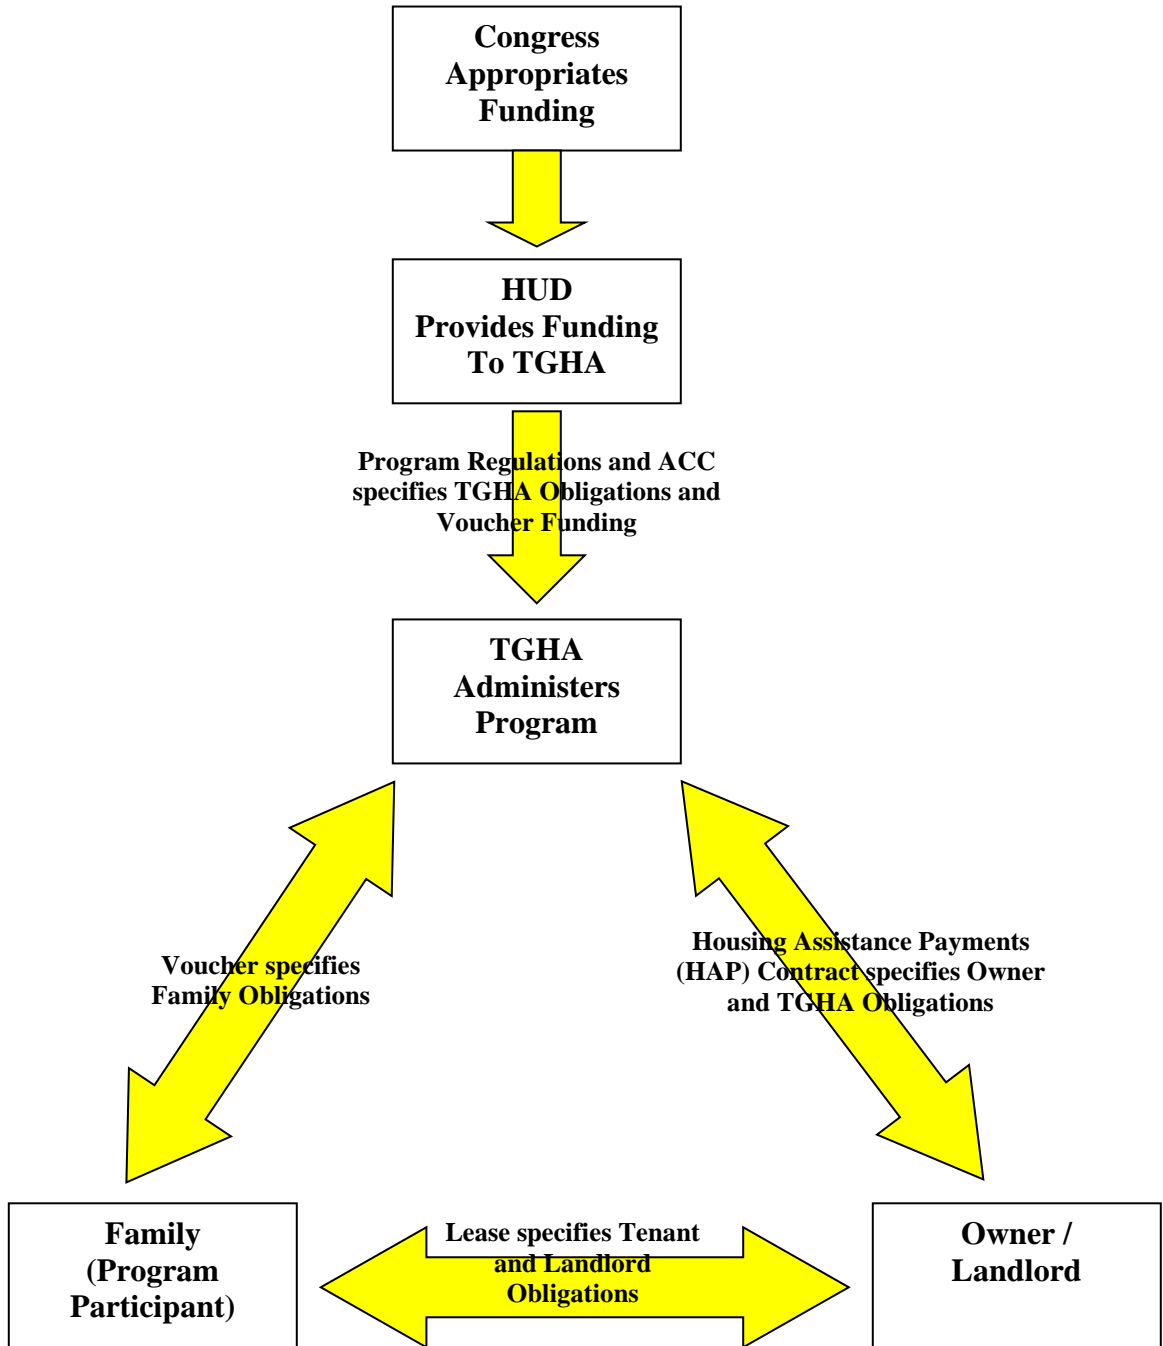 Congress
Appropriates
Funding
HUD
Provides Funding
To TGHA
Program Regulations and ACC
specifies TGHA Obligations and
Voucher Funding
TGHA
Administers
Program
Voucher specifies
Family Obligations
Housing Assistance Payments
(HAP) Contract specifies Owner
and TGHA Obligations
Family
(Program
Participant)
Lease specifies Tenant
and Landlord
Obligations
Owner /
Landlord